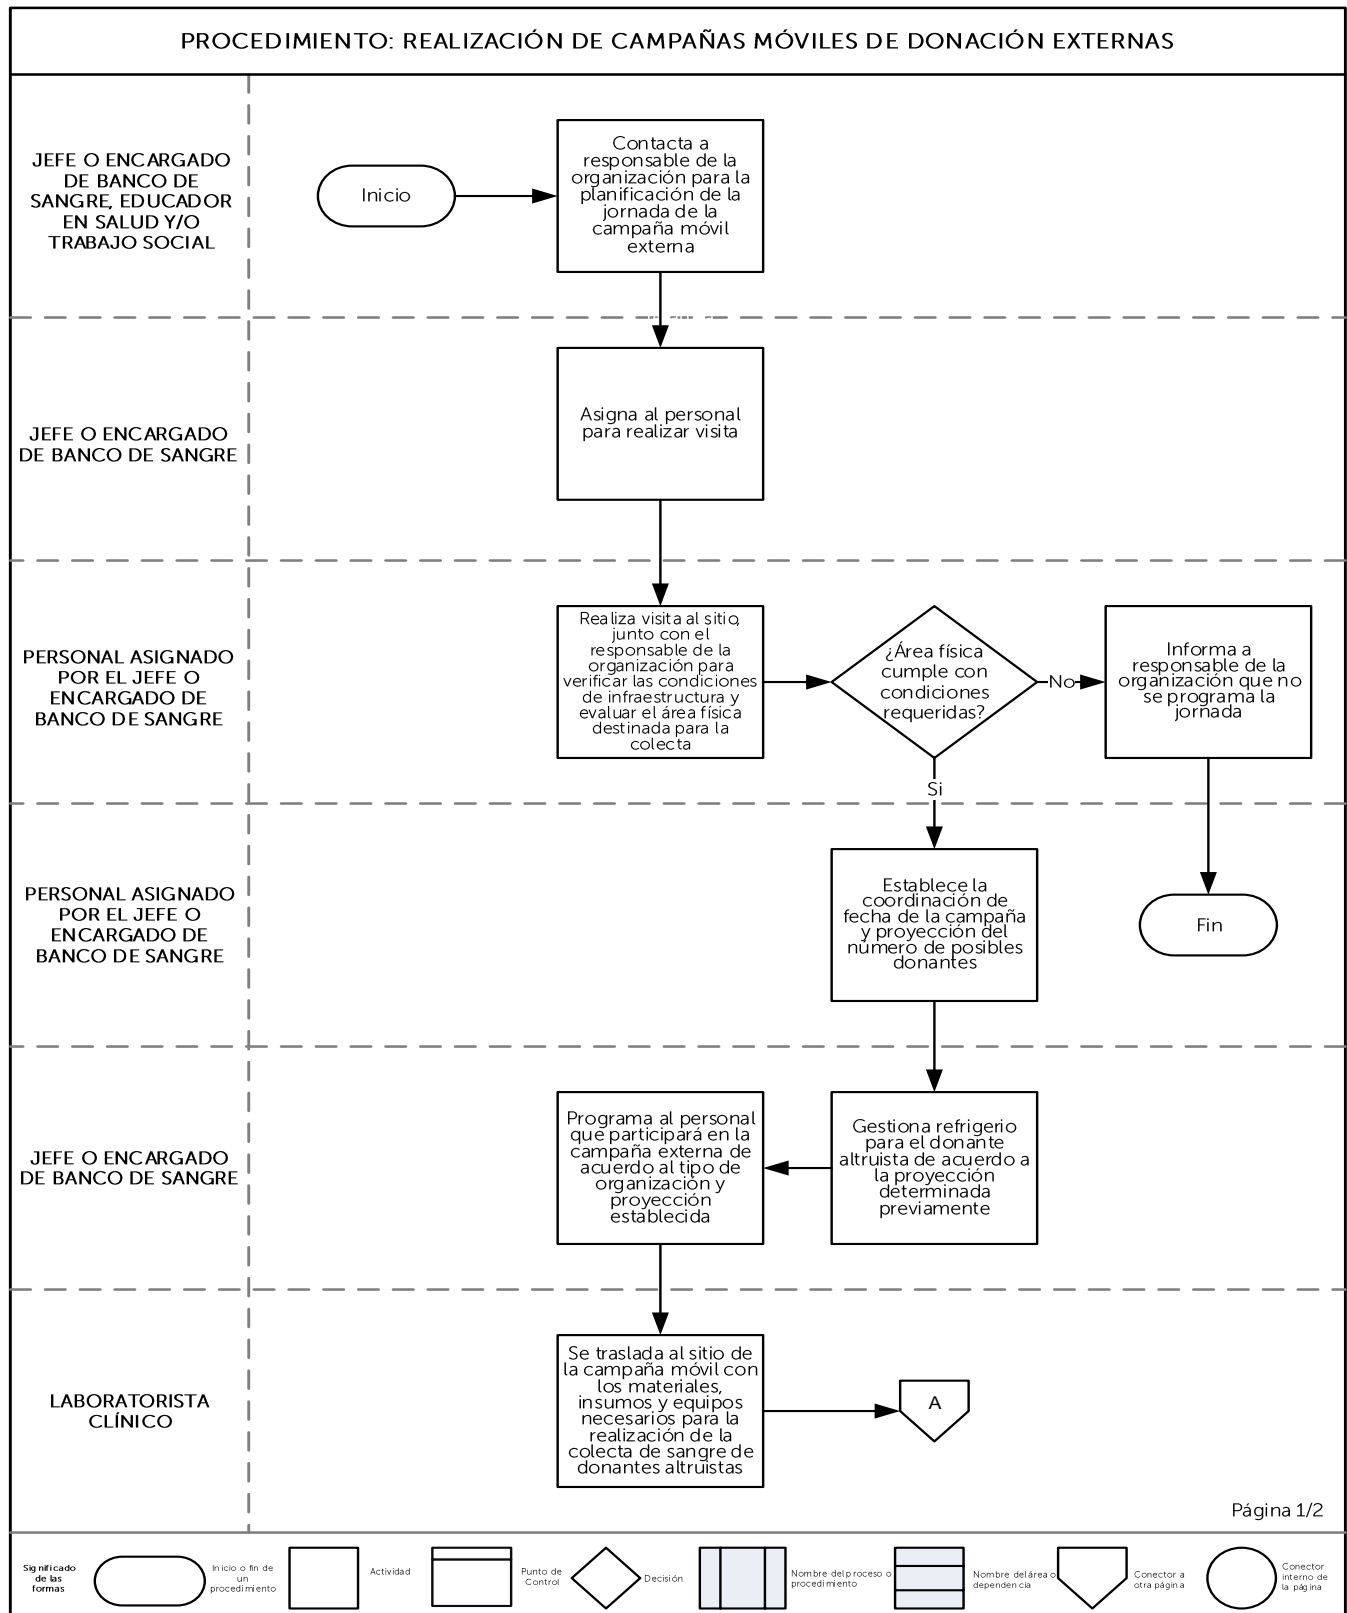 PROCEDIMIENTO: REALIZACIÓN DE CAMPAÑAS MÓVILES DE DONACIÓN EXTERNAS
JEFE O ENCARGADO
DE BANCO DE
SANGRE, EDUCADOR
EN SALUD Y/O
TRABAJO SOCIAL
Inicio
Contacta a
responsable de la
organización para la
planificación de la
jornada de la
campaña móvil
externa
JEFE O ENCARGADO
DE BANCO DE SANGRE
Asigna al personal
para realizar visita
PERSONAL ASIGNADO
POR EL JEFE O
ENCARGADO DE
BANCO DE SANGRE
Realiza visita al sitio,
junto con el
responsable de la
organización para
verificar las condiciones
de infraestructura y
evaluar el área física
destinada para la
colecta
¿Área física
cumple con
condiciones
requeridas?
No
Informa a
responsable de la
organización que no
se programa la
jornada
Si
PERSONAL ASIGNADO
POR EL JEFE O
ENCARGADO DE
BANCO DE SANGRE
Establece la
coordinación de
fecha de la campaña
y proyección del
número de posibles
donantes
Fin
JEFE O ENCARGADO
DE BANCO DE SANGRE
Programa al personal
que participará en la
campaña externa de
acuerdo al tipo de
organización y
proyección
establecida
Gestiona refrigerio
para el donante
altruista de acuerdo a
la proyección
determinada
previamente
LABORATORISTA
CLÍNICO
Se traslada al sitio de
la campaña móvil con
los materiales,
insumos y equipos
necesarios para la
realización de la
colecta de sangre de
donantes altruistas
A
Página 1/2
Significado
de las
formas
Inicio o fin de
un
procedimiento
Actividad
Punto de
Control
Decisión
Nombre del proceso o
procedimiento
Nombre del área o
dependencia
Conector a
otra página
Conector
interno de
la página